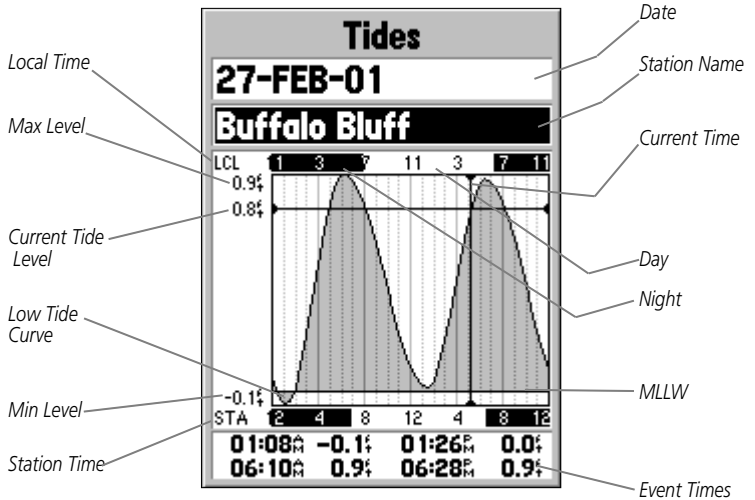 Tides
27-FEB-01
Buffalo Bluff
LCL 11 3 7 11 3 7 11
0.9ft
0.8ft
-0.1ft
STA 12 4 8 12 4 8 12
01:08AM -0.1ft 01:26PM 0.0ft
06:10AM 0.9ft 06:28PM 0.9ft
Local Time
Max Level
Current Tide
Level
Low Tide
Curve
Min Level
Station Time
Date
Station Name
Current Time
Day
Night
MLLW
Event Times